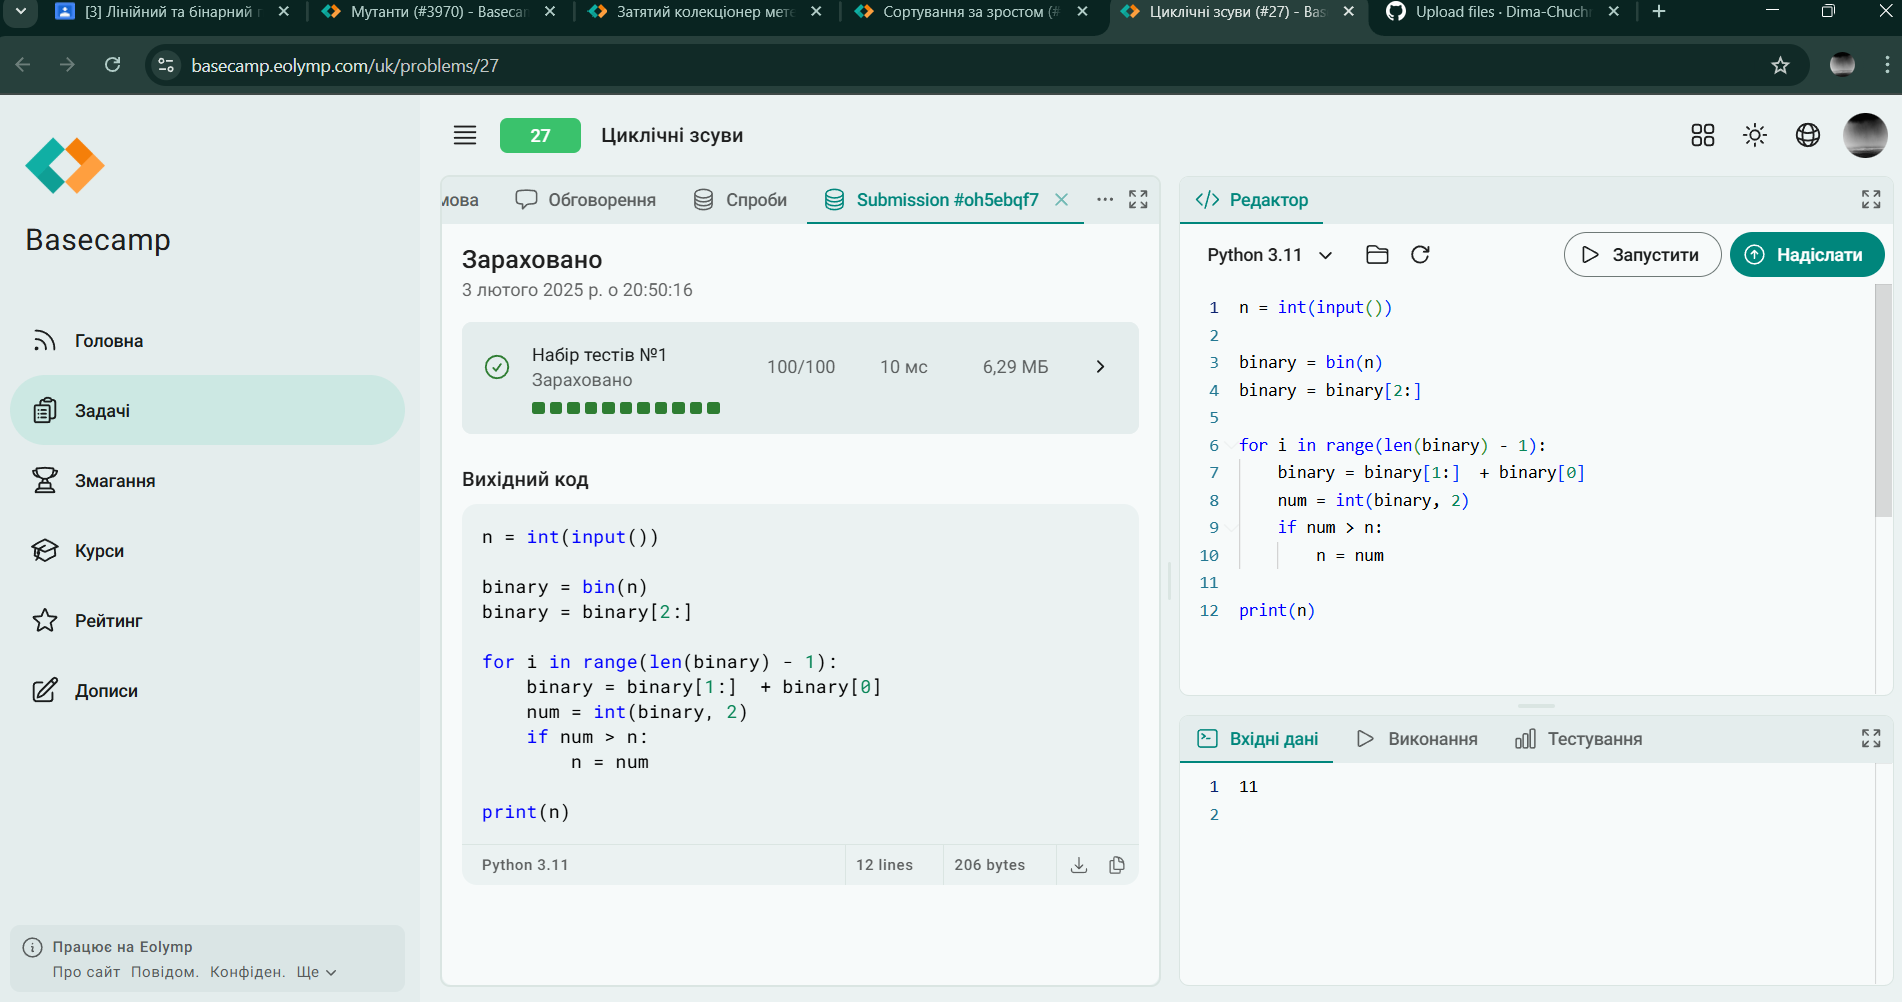 [3] Лінійний та бінарний
Мутанти (#3970) - Basecam
Затятий колекціонер мете
Сортування за зростом (#
Циклічні зсуви (#27) - Bas
Upload files · Dima-Chuchr
basecamp.eolymp.com/uk/problems/27
Basecamp
Головна
Задачі
Змагання
Курси
Рейтинг
Дописи
Працює на Eolymp
Про сайт Повідом. Конфіден. Ще
27 Циклічні зсуви
мова Обговорення Спроби Submission #oh5ebqf7
Зараховано
3 лютого 2025 р. о 20:50:16
Набір тестів №1
Зараховано
100/100 10 мс 6,29 МБ
Вихідний код
n = int(input())
binary = bin(n)
binary = binary[2:]
for i in range(len(binary) - 1):
    binary = binary[1:]  + binary[0]
    num = int(binary, 2)
    if num > n:
        n = num
print(n)
Python 3.11 12 lines 206 bytes
Редактор
Python 3.11 Запустити Надіслати
1 n = int(input())
2
3 binary = bin(n)
4 binary = binary[2:]
5
6 for i in range(len(binary) - 1):
7     binary = binary[1:]  + binary[0]
8     num = int(binary, 2)
9     if num > n:
10         n = num
11
12 print(n)
Вхідні дані Виконання Тестування
1 11
2